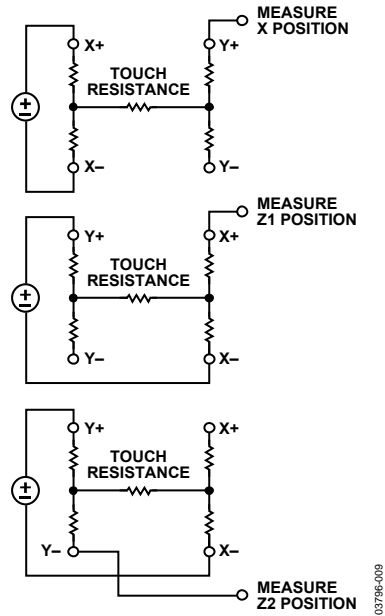 MEASURE
X POSITION
X+
Y+
TOUCH
RESISTANCE
±
X–
Y–
MEASURE
Z1 POSITION
Y+
X+
TOUCH
RESISTANCE
±
Y–
X–
MEASURE
Z2 POSITION
Y+
X+
TOUCH
RESISTANCE
±
Y–
X–
03796-009